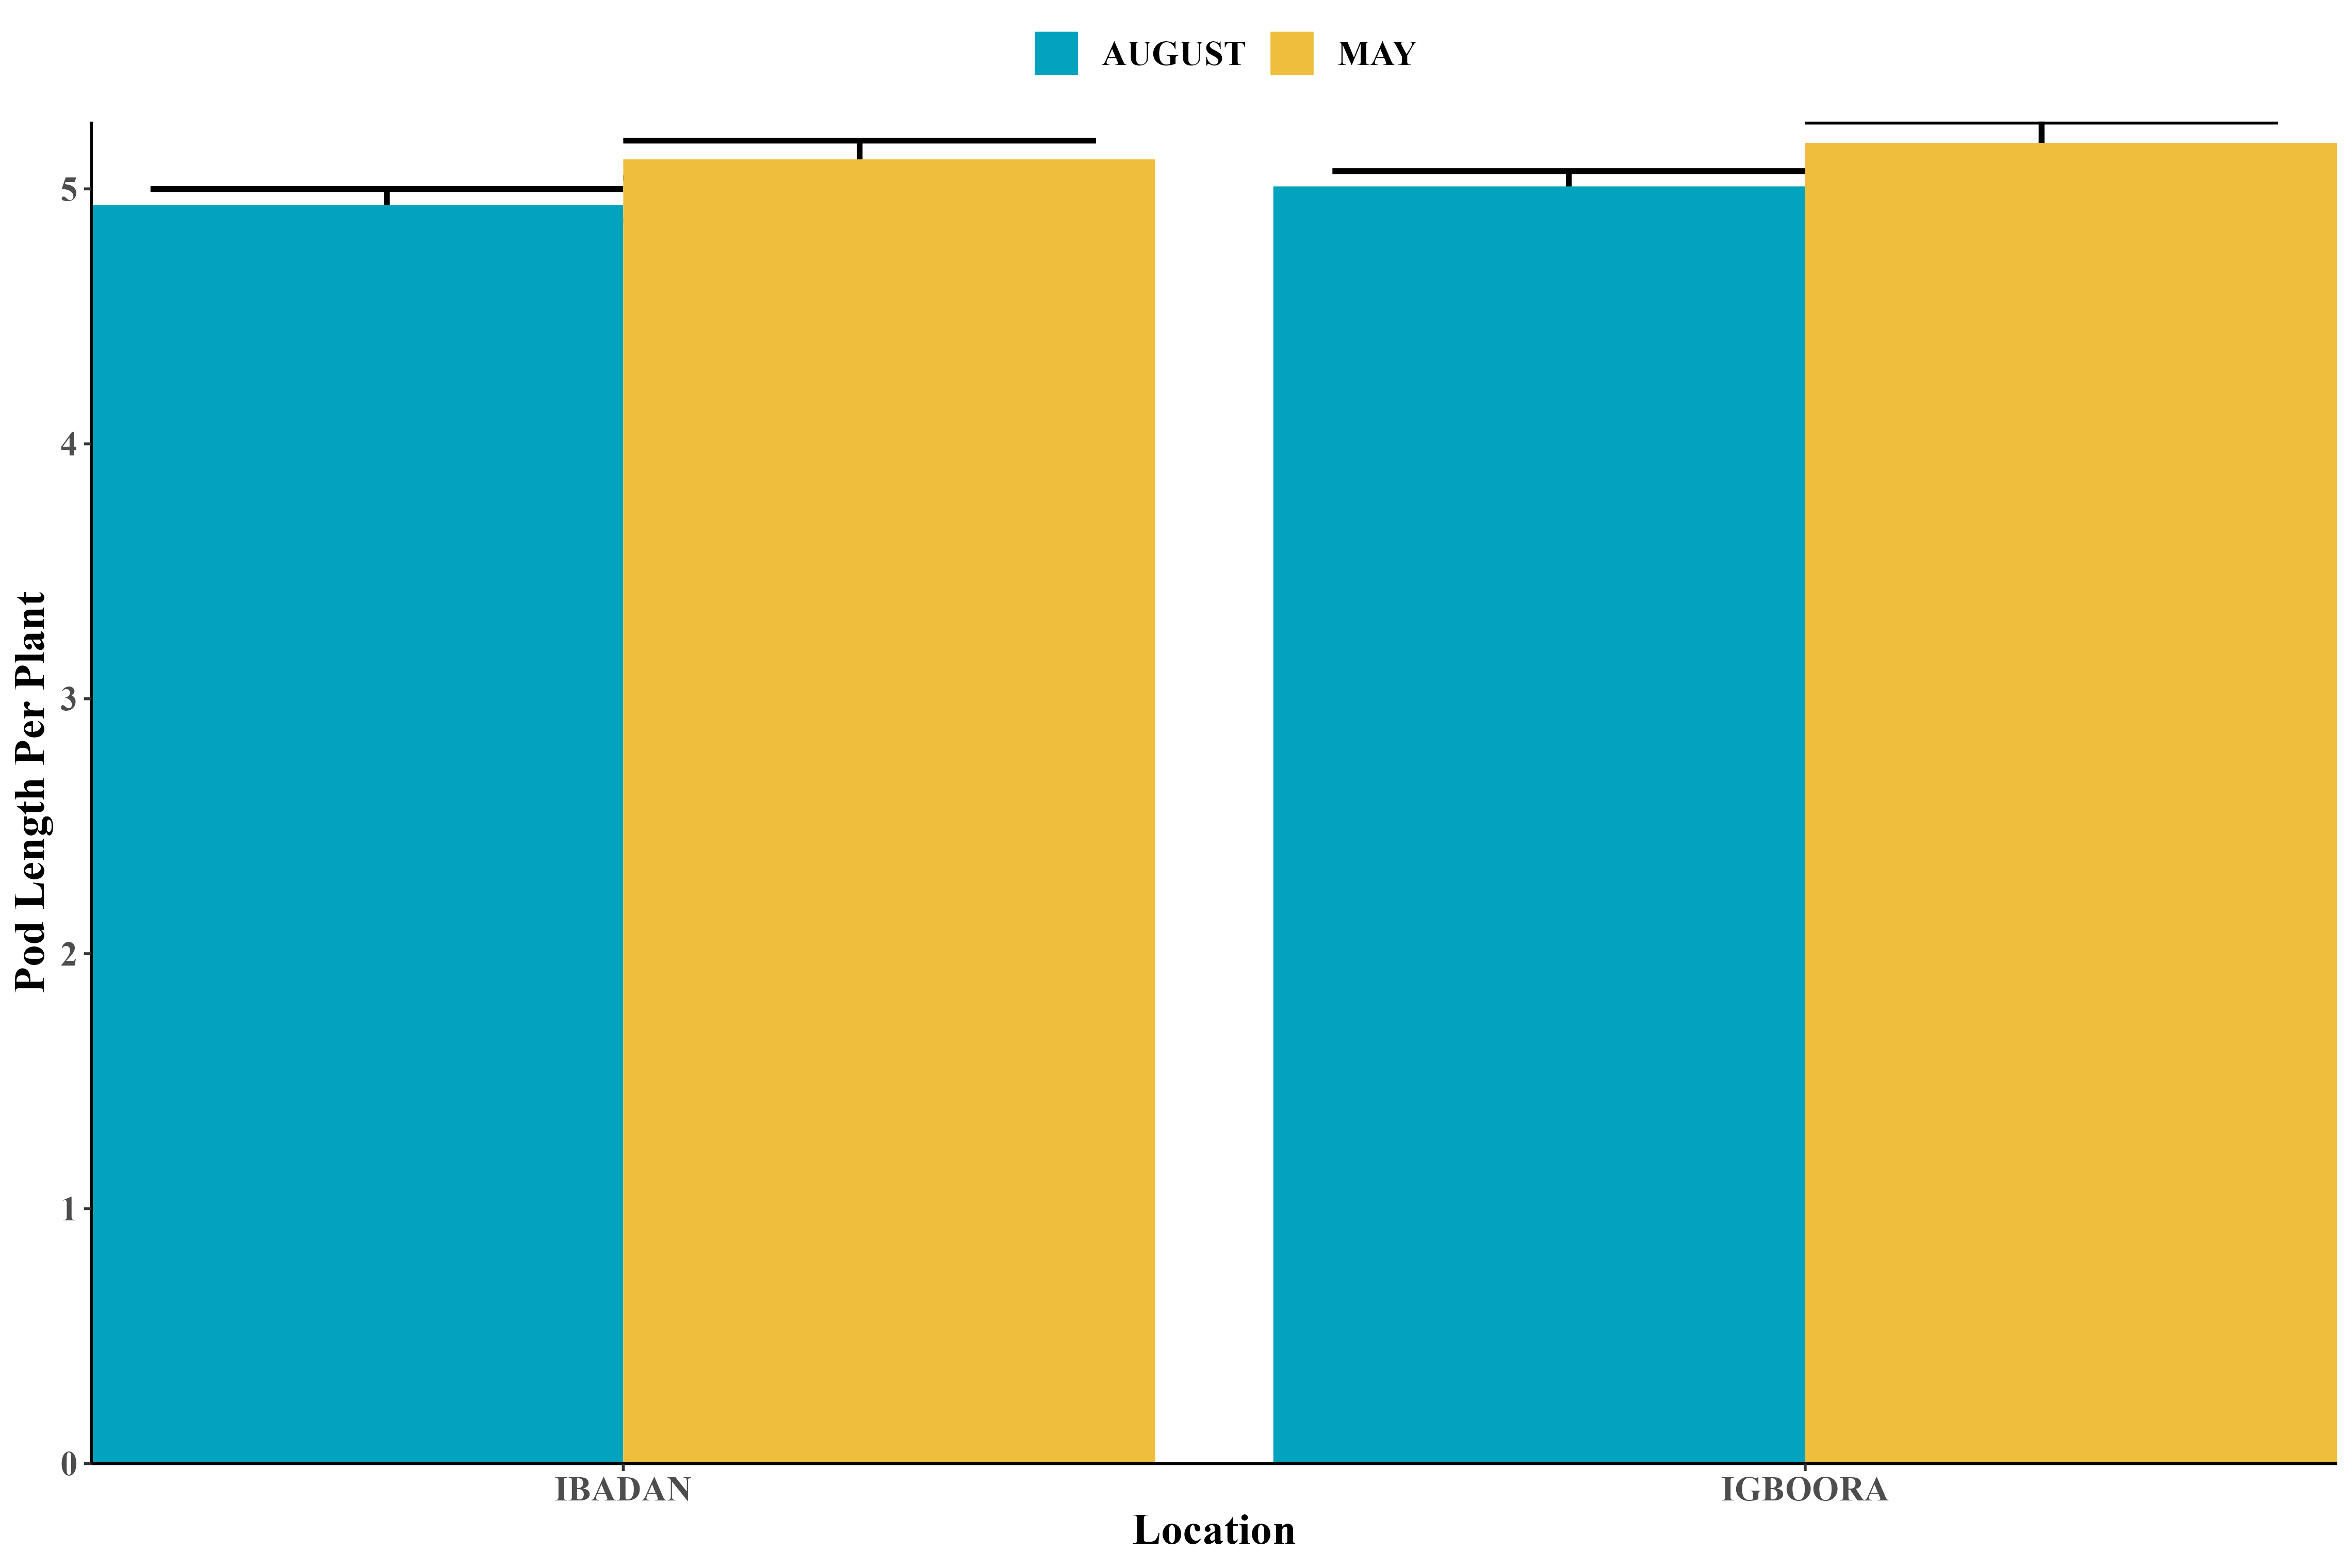 AUGUST MAY
Pod Length Per Plant
5
4
3
2
1
0
IBADAN IGBOORA
Location